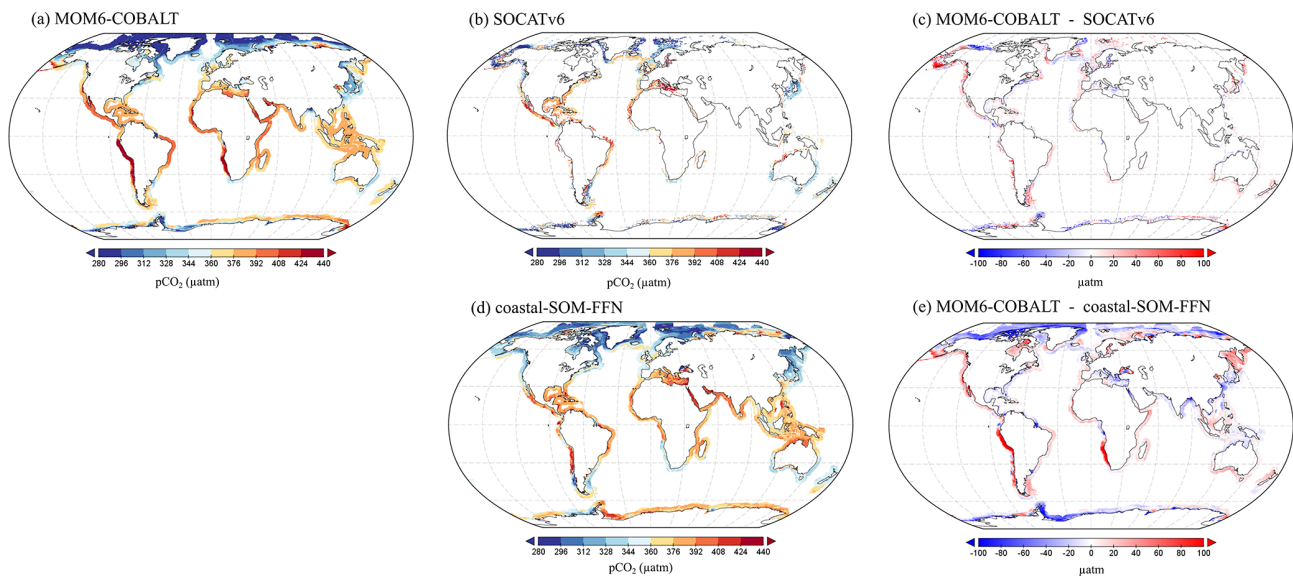 (a) MOM6-COBALT
(b) SOCATv6
(c) MOM6-COBALT - SOCATv6
280 296 312 328 344 360 376 392 408 424 440
pCO₂ (µatm)
280 296 312 328 344 360 376 392 408 424 440
pCO₂ (µatm)
-100 -80 -60 -40 -20 0 20 40 60 80 100
µatm
(d) coastal-SOM-FFN
(e) MOM6-COBALT - coastal-SOM-FFN
280 296 312 328 344 360 376 392 408 424 440
pCO₂ (µatm)
-100 -80 -60 -40 -20 0 20 40 60 80 100
µatm